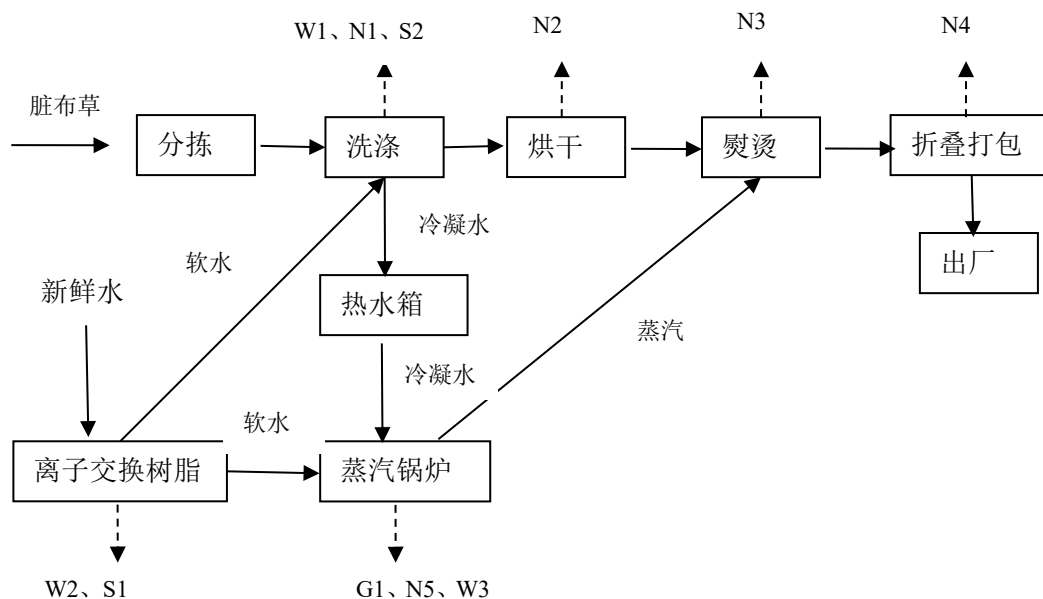 W1、N1、S2
N2
N3
N4
脏布草
分拣
洗涤
烘干
熨烫
折叠打包
冷凝水
软水
出厂
新鲜水
热水箱
蒸汽
冷凝水
软水
离子交换树脂
蒸汽锅炉
W2、S1
G1、N5、W3